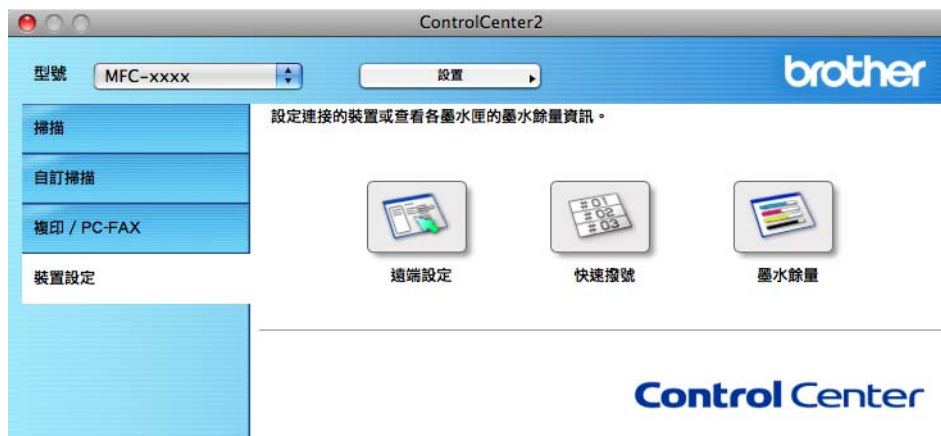 ControlCenter2
型號 MFC-xxxx 設置
brother
掃描
自訂掃描
複印 / PC-FAX
裝置設定
設定連接的裝置或查看各墨水匣的墨水餘量資訊。
#01
#02
#03
遠端設定 快速撥號 墨水餘量
Control Center